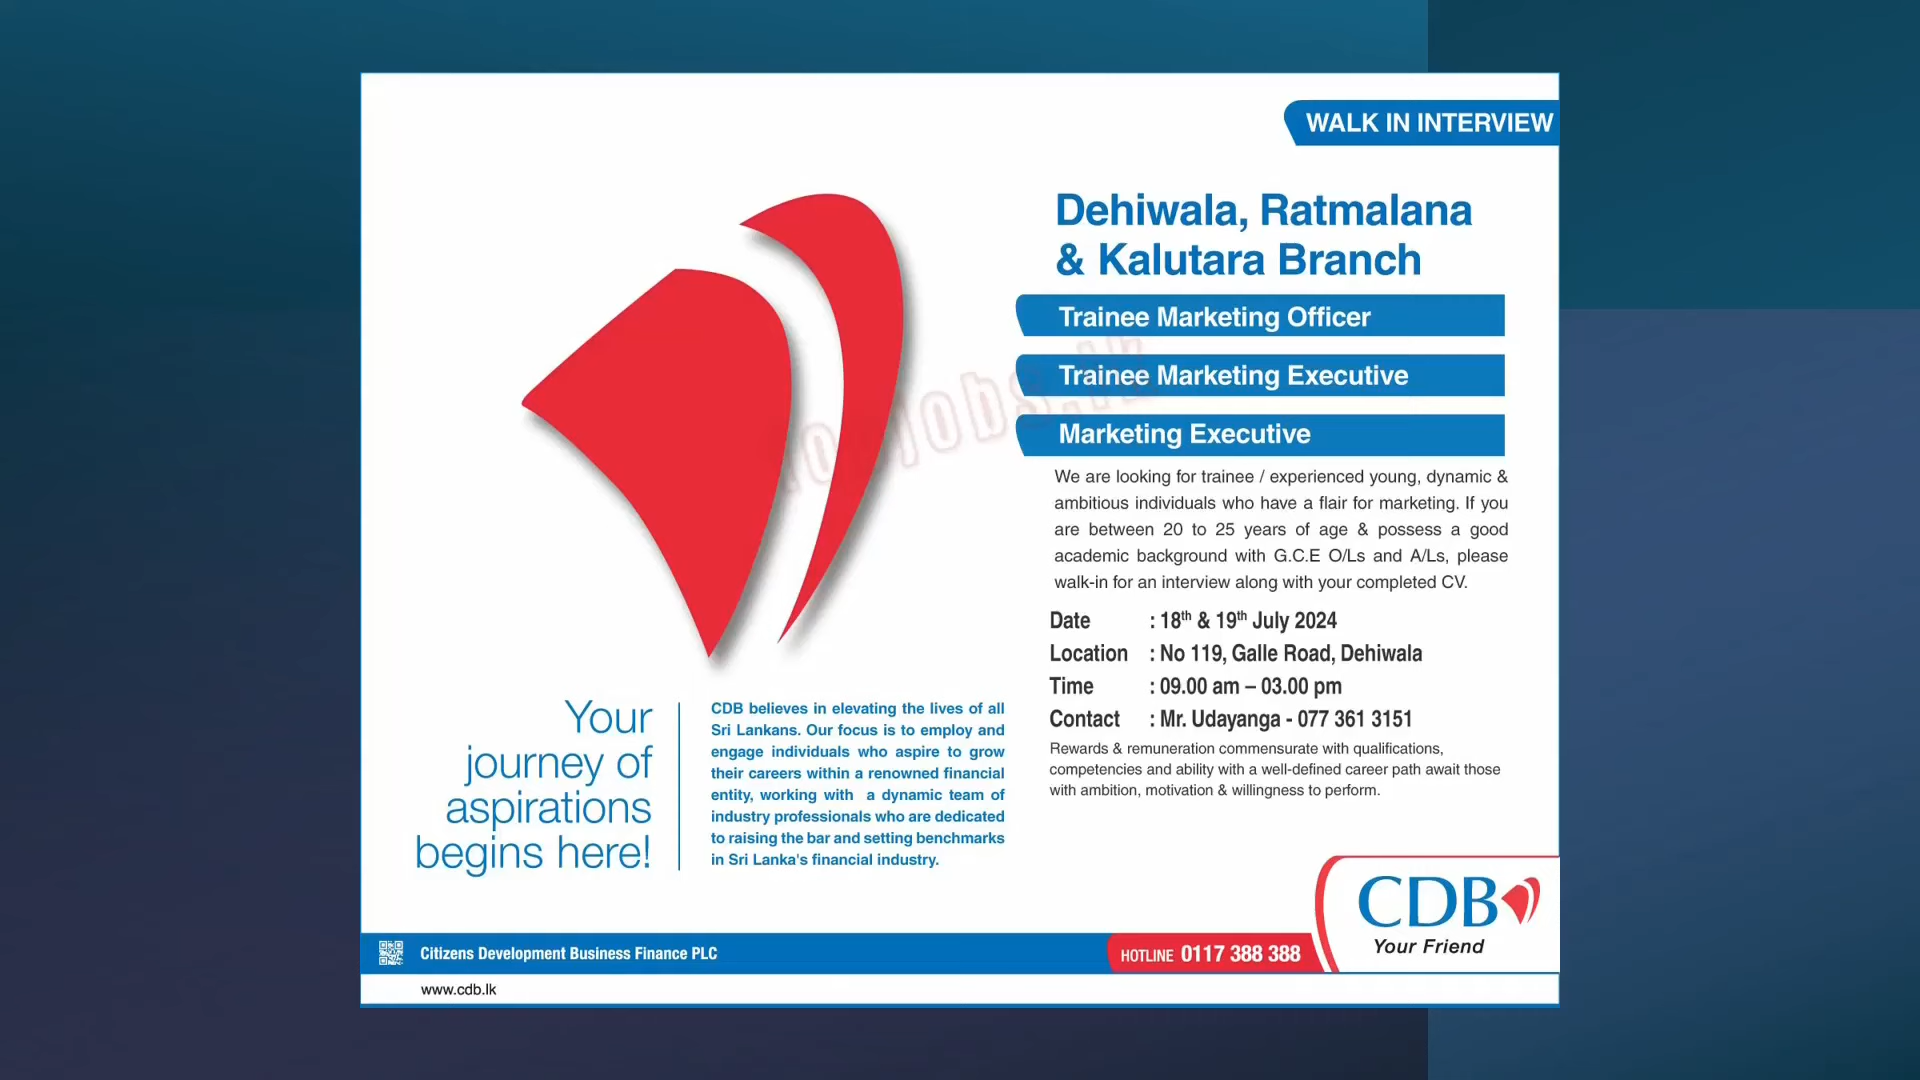 WALK IN INTERVIEW
Dehiwala, Ratmalana
& Kalutara Branch
Trainee Marketing Officer
Trainee Marketing Executive
Marketing Executive
We are looking for trainee / experienced young, dynamic &
ambitious individuals who have a flair for marketing. If you
are between 20 to 25 years of age & possess a good
academic background with G.C.E O/Ls and A/Ls, please
walk-in for an interview along with your completed CV.
Date : 18th & 19th July 2024
Location : No 119, Galle Road, Dehiwala
Time : 09.00 am – 03.00 pm
Contact : Mr. Udayanga - 077 361 3151
Rewards & remuneration commensurate with qualifications,
competencies and ability with a well-defined career path await those
with ambition, motivation & willingness to perform.
Your
journey of
aspirations
begins here!
CDB believes in elevating the lives of all
Sri Lankans. Our focus is to employ and
engage individuals who aspire to grow
their careers within a renowned financial
entity, working with a dynamic team of
industry professionals who are dedicated
to raising the bar and setting benchmarks
in Sri Lanka's financial industry.
CDB
Your Friend
Citizens Development Business Finance PLC
HOTLINE 0117 388 388
www.cdb.lk